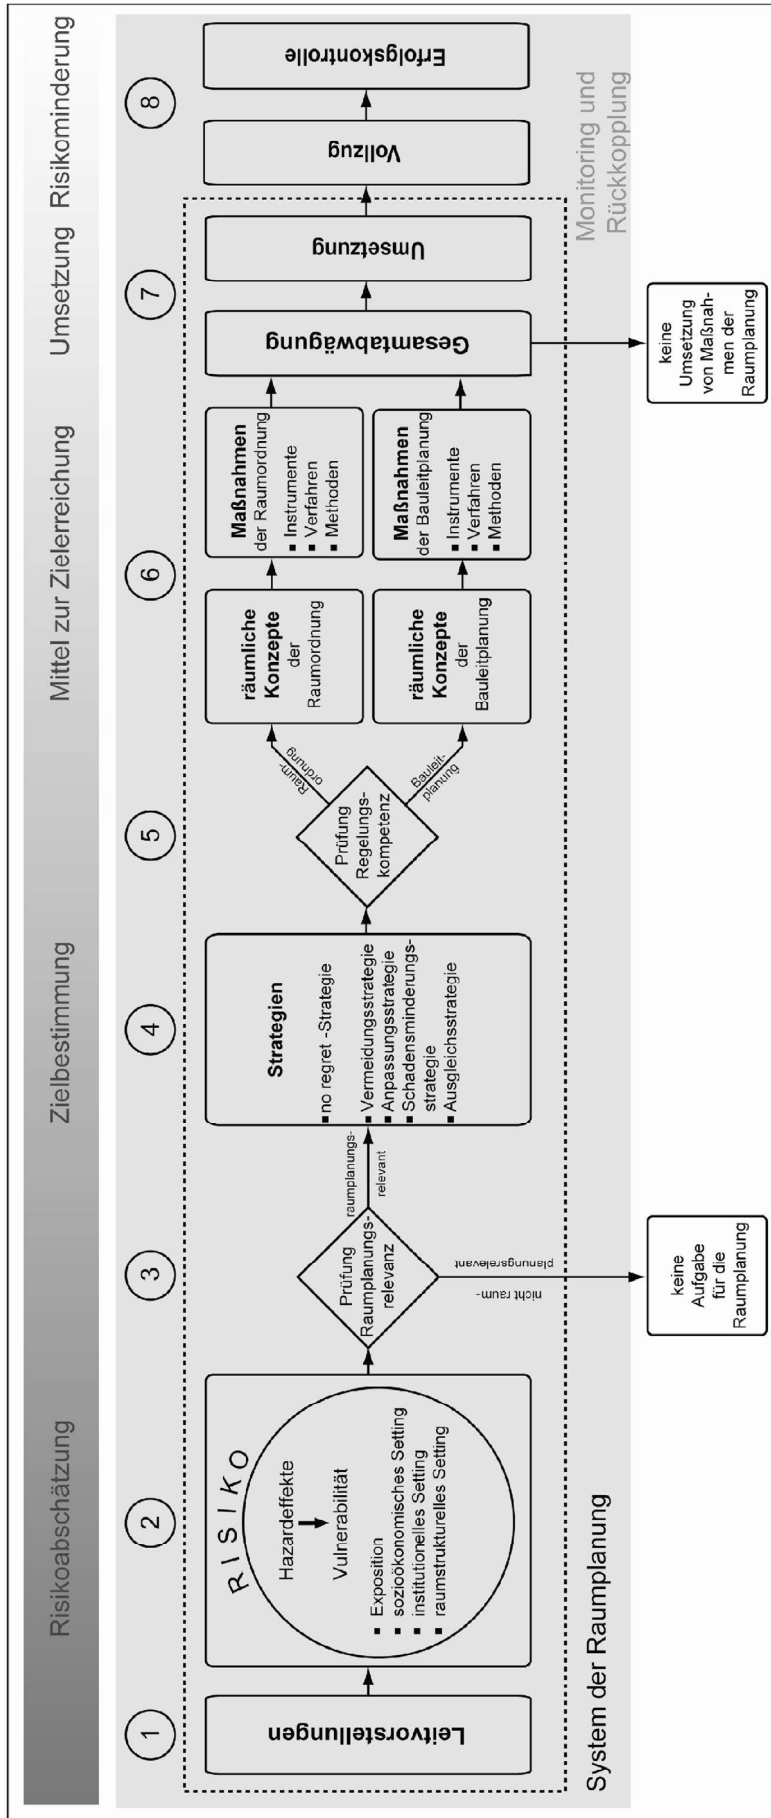 Risikoabschätzung
Zielbestimmung
Mittel zur Zielerreichung
Umsetzung
Risikominderung
1
2
3
4
5
6
7
8
Leitvorstellungen
RISIKO
Hazardeffekte
Vulnerabilität
■ Exposition
■ sozioökonomisches Setting
■ institutionelles Setting
■ raumstrukturelles Setting
Prüfung
Raumplanungs-
relevanz
raumplanungs-
relevant
nicht raum-
planungsrelevant
keine
Aufgabe
für die
Raumplanung
Strategien
■ no regret -Strategie
■ Vermeidungsstrategie
■ Anpassungsstrategie
■ Schadensminderungs-
strategie
■ Ausgleichsstrategie
Prüfung
Regelungs-
kompetenz
Raum-
ordnung
Bauleit-
planung
räumliche
Konzepte
der
Raumordnung
räumliche
Konzepte
der
Bauleitplanung
Maßnahmen
der Raumordnung
■ Instrumente
■ Verfahren
■ Methoden
Maßnahmen
der Bauleitplanung
■ Instrumente
■ Verfahren
■ Methoden
Gesamtabwägung
keine
Umsetzung
von Maßnah-
men der
Raumplanung
Umsetzung
Vollzug
Erfolgskontrolle
System der Raumplanung
Monitoring und
Rückkopplung